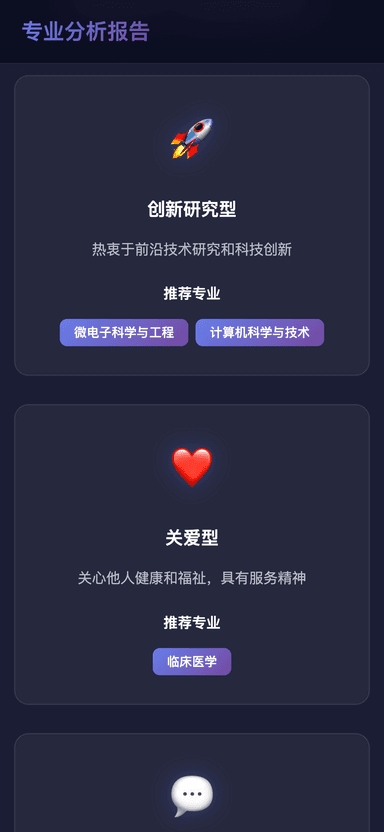 专业分析报告
创新研究型
热衷于前沿技术研究和科技创新
推荐专业
微电子科学与工程 计算机科学与技术
关爱型
关心他人健康和福祉，具有服务精神
推荐专业
临床医学